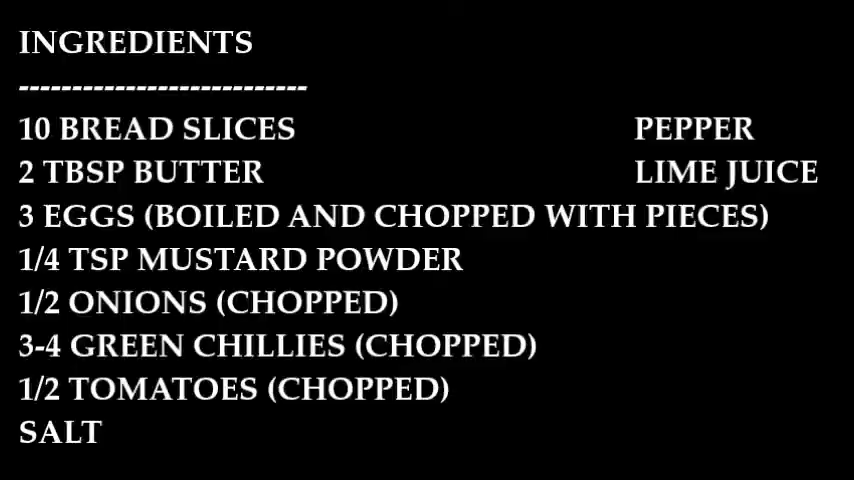 INGREDIENTS
---------------------------
10 BREAD SLICES PEPPER
2 TBSP BUTTER LIME JUICE
3 EGGS (BOILED AND CHOPPED WITH PIECES)
1/4 TSP MUSTARD POWDER
1/2 ONIONS (CHOPPED)
3-4 GREEN CHILLIES (CHOPPED)
1/2 TOMATOES (CHOPPED)
SALT